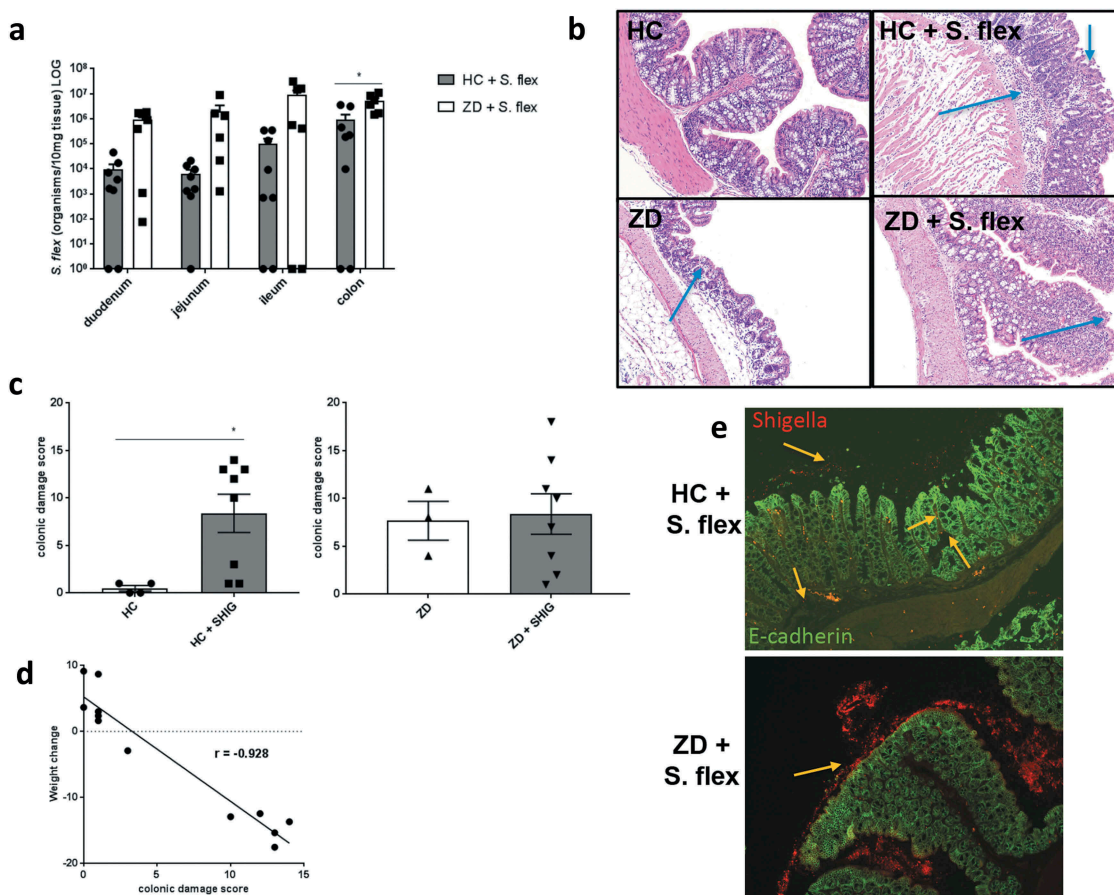 a
S. flex (organisms/10mg tissue) LOG
10⁸
10⁷
10⁶
10⁵
10⁴
10³
10²
10¹
10⁰
*
duodenum
jejunum
ileum
colon
HC + S. flex
ZD + S. flex
b
HC
HC + S. flex
ZD
ZD + S. flex
c
colonic damage score
20
15
10
5
0
*
HC
HC + SHIG
colonic damage score
20
15
10
5
0
ZD
ZD + SHIG
d
Weight change
10
0
-10
-20
r = -0.928
0
5
10
15
colonic damage score
e
Shigella
HC +
S. flex
E-cadherin
ZD +
S. flex